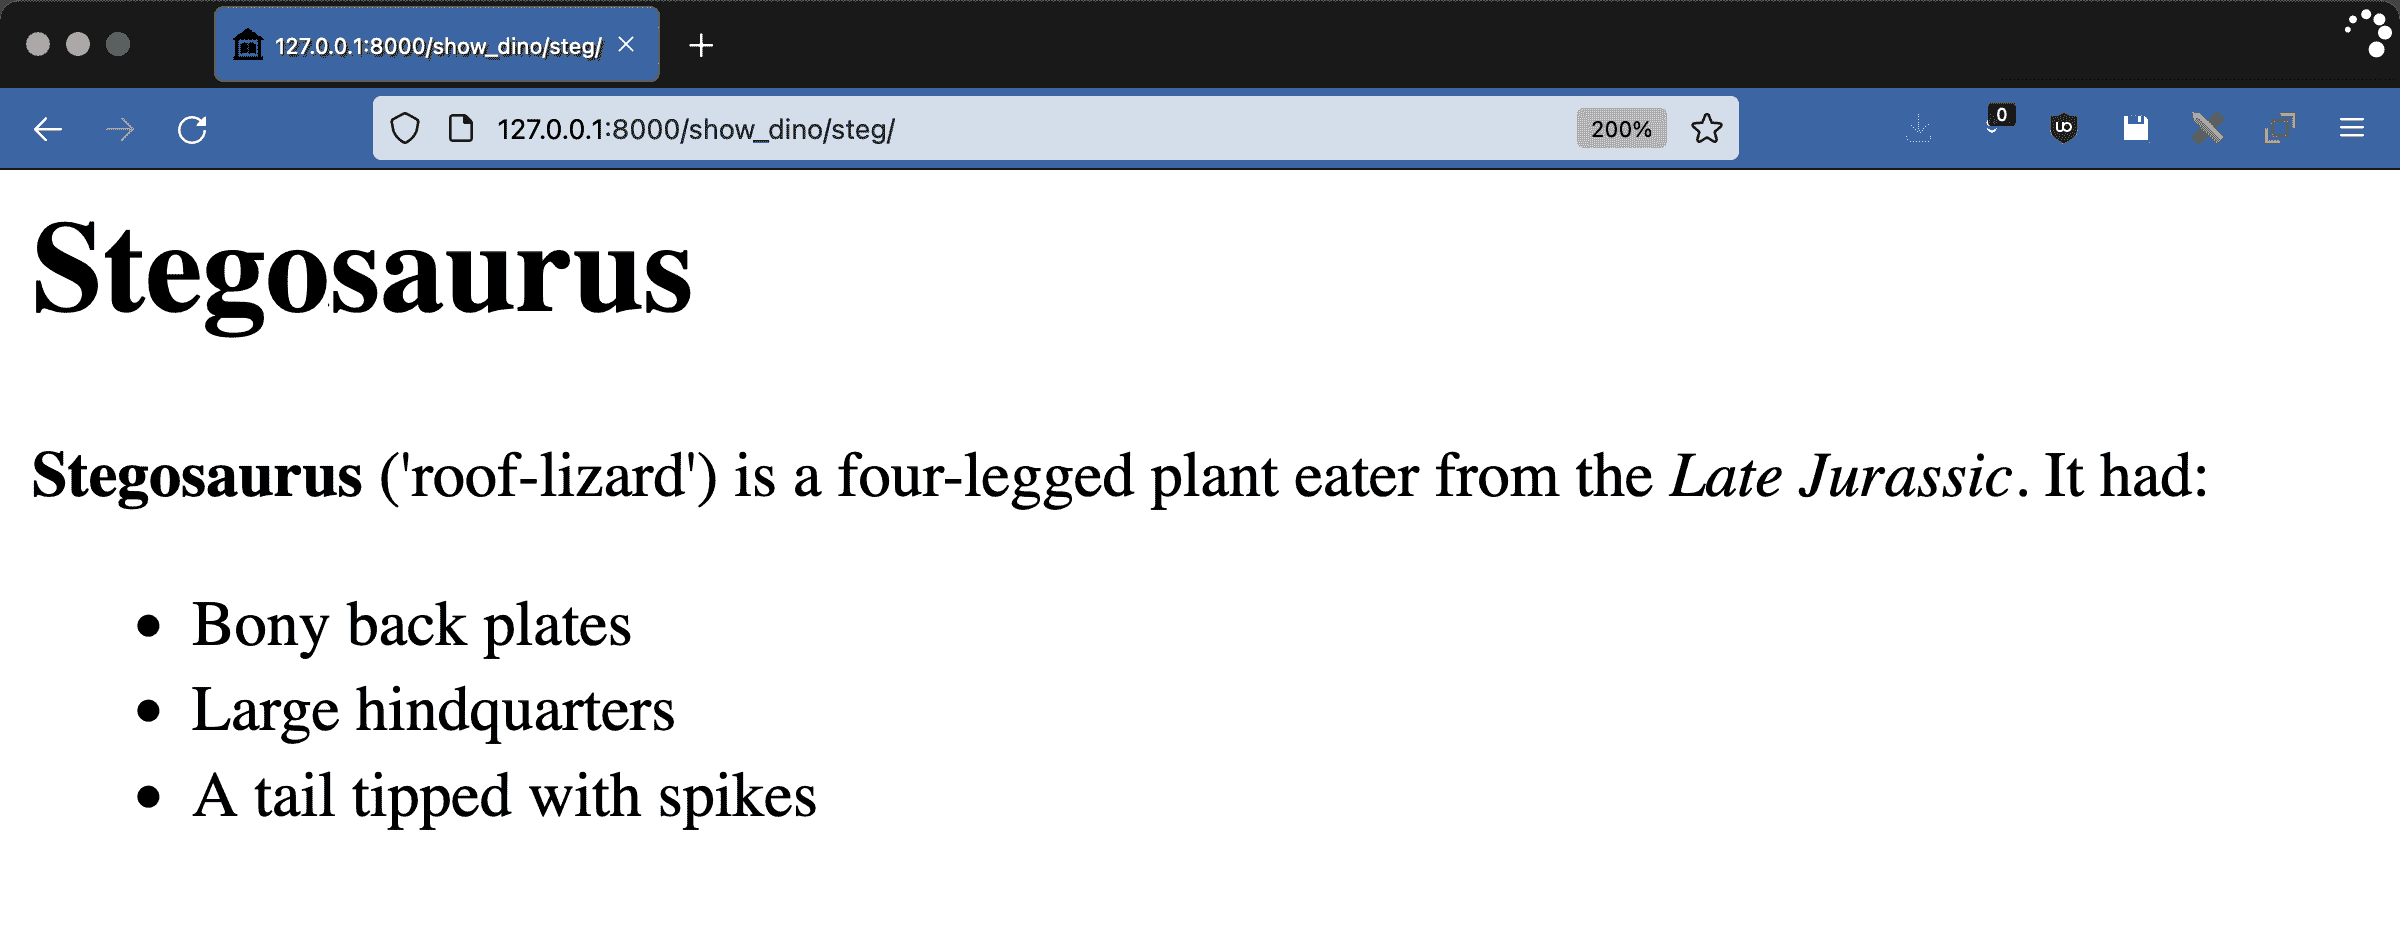 127.0.0.1:8000/show_dino/steg/
127.0.0.1:8000/show_dino/steg/ 200% 0
Stegosaurus
Stegosaurus ('roof-lizard') is a four-legged plant eater from the Late Jurassic. It had:
• Bony back plates
• Large hindquarters
• A tail tipped with spikes